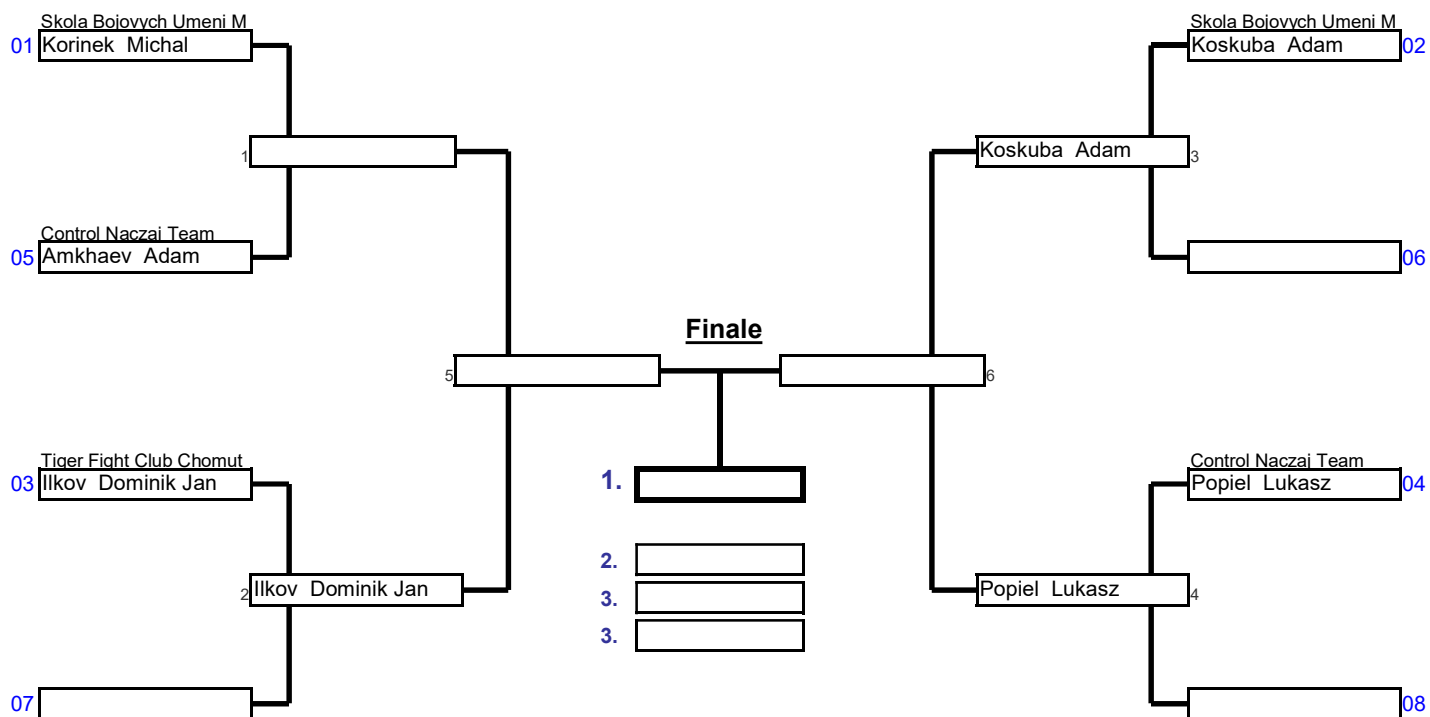 Skola Bojovych Umeni M
01 Korinek Michal
1
Control Naczaj Team
05 Amkhaev Adam
5
Tiger Fight Club Chomut
03 Ilkov Dominik Jan
2 Ilkov Dominik Jan
07
Finale
1.
2.
3.
3.
Skola Bojovych Umeni M
Koskuba Adam 02
Koskuba Adam 3
06
6
Control Naczaj Team
Popiel Lukasz 04
Popiel Lukasz 4
08